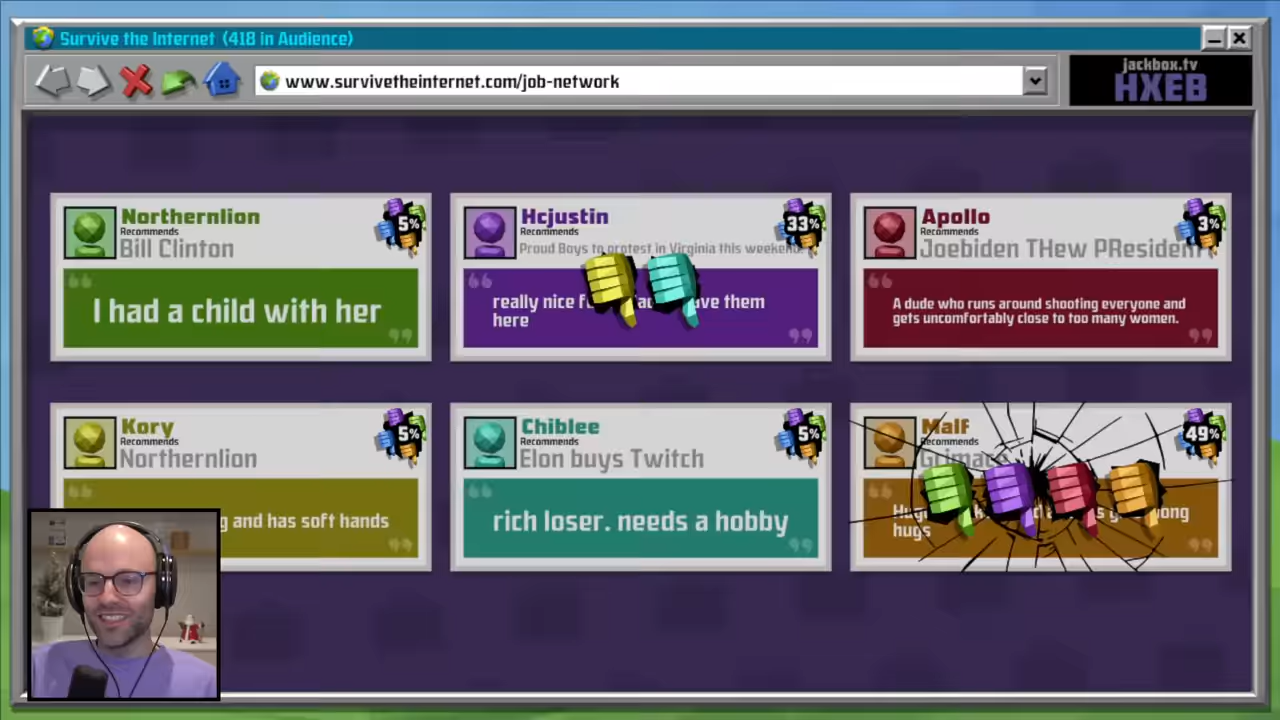 Survive the Internet (418 in Audience)
www.survivetheinternet.com/job-network
jackbox.tv
HXEB
Northernlion
Recommends
Bill Clinton
5%
I had a child with her
Hcjustin
Recommends
Proud Boys to protest in Virginia this weekend
33%
really nice them
here
Apollo
Recommends
Joebiden THew PResident
3%
A dude who runs around shooting everyone and
gets uncomfortably close to too many women.
Kory
Recommends
Northernlion
5%
and has soft hands
Chiblee
Recommends
Elon buys Twitch
5%
rich loser. needs a hobby
Malf
Recommends
Grimace
49%
hugs